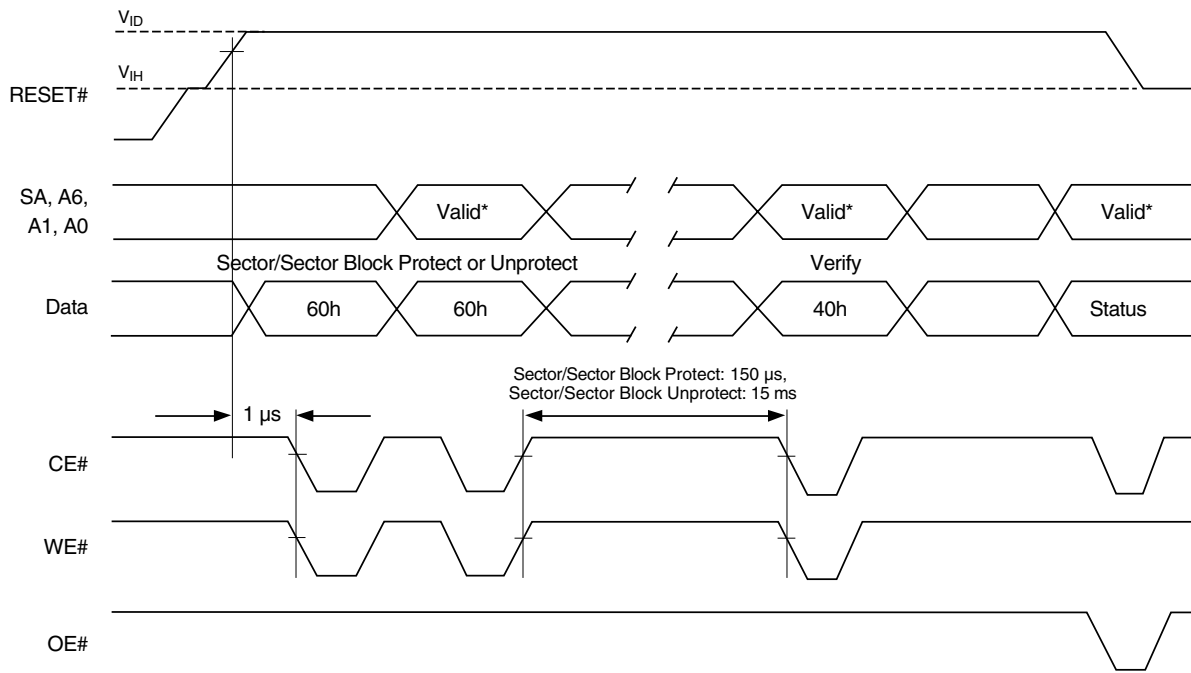 VID
VIH
RESET#
SA, A6,
A1, A0
Valid*
Valid*
Valid*
Sector/Sector Block Protect or Unprotect
Verify
Data
60h
60h
40h
Status
Sector/Sector Block Protect: 150 µs,
Sector/Sector Block Unprotect: 15 ms
1 µs
CE#
WE#
OE#